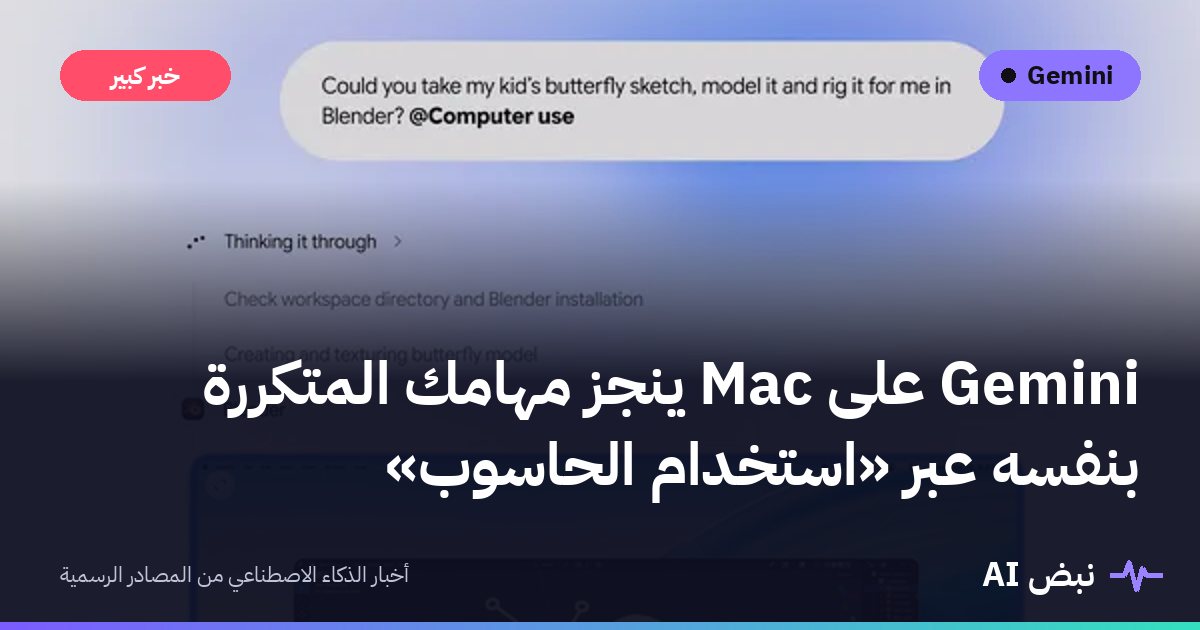 خبر كبير
Gemini
Could you take my kid's butterfly sketch, model it and rig it for me in
Blender? @Computer use
Thinking it through
Check workspace directory and Blender installation
Creating and texturing butterfly model
Gemini على Mac ينجز مهامك المتكررة
بنفسه عبر «استخدام الحاسوب»
نبض AI
أخبار الذكاء الاصطناعي من المصادر الرسمية